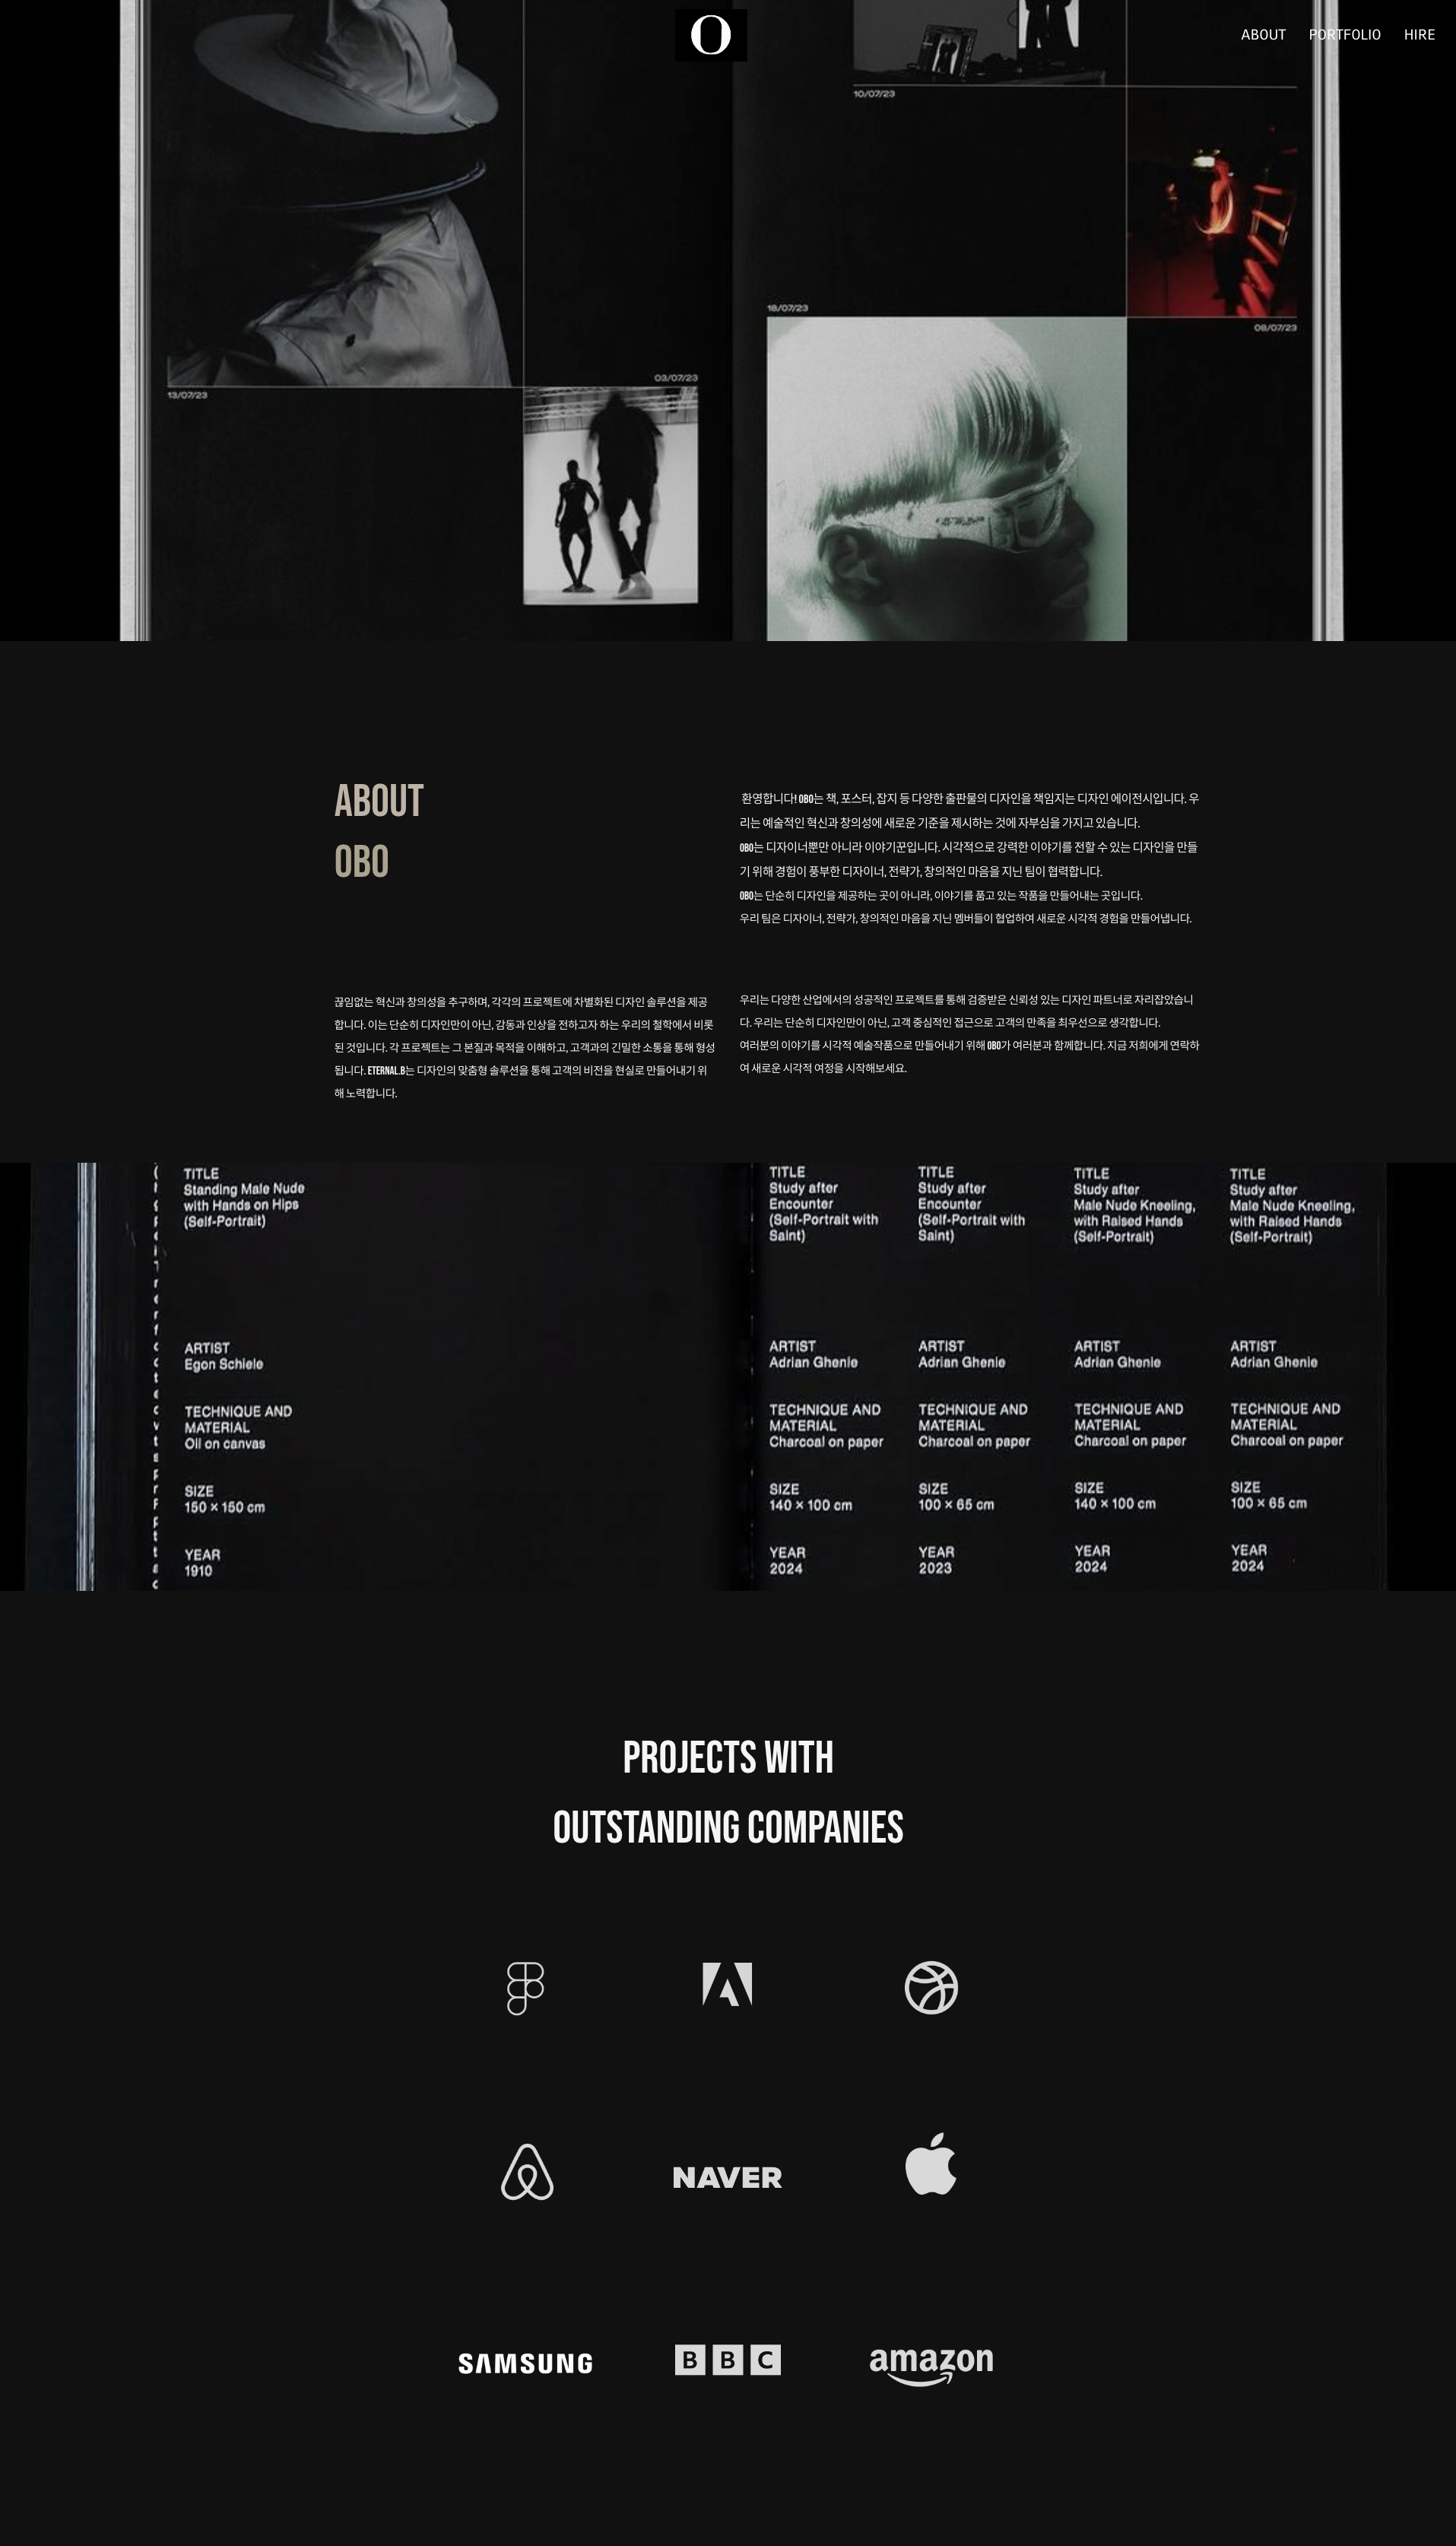 O
ABOUT PORTFOLIO HIRE
10/07/23
18/07/23
08/07/23
03/07/23
13/07/23
ABOUT
OBO
환영합니다! OBO는 책, 포스터, 잡지 등 다양한 출판물의 디자인을 책임지는 디자인 에이전시입니다. 우
리는 예술적인 혁신과 창의성에 새로운 기준을 제시하는 것에 자부심을 가지고 있습니다.
OBO는 디자이너뿐만 아니라 이야기꾼입니다. 시각적으로 강력한 이야기를 전할 수 있는 디자인을 만들
기 위해 경험이 풍부한 디자이너, 전략가, 창의적인 마음을 지닌 팀이 협력합니다.
OBO는 단순히 디자인을 제공하는 곳이 아니라, 이야기를 품고 있는 작품을 만들어내는 곳입니다.
우리 팀은 디자이너, 전략가, 창의적인 마음을 지닌 멤버들이 협업하여 새로운 시각적 경험을 만들어냅니다.
끊임없는 혁신과 창의성을 추구하며, 각각의 프로젝트에 차별화된 디자인 솔루션을 제공
합니다. 이는 단순히 디자인만이 아닌, 감동과 인상을 전하고자 하는 우리의 철학에서 비롯
된 것입니다. 각 프로젝트는 그 본질과 목적을 이해하고, 고객과의 긴밀한 소통을 통해 형성
됩니다. ETERNAL.B는 디자인의 맞춤형 솔루션을 통해 고객의 비전을 현실로 만들어내기 위
해 노력합니다.
우리는 다양한 산업에서의 성공적인 프로젝트를 통해 검증받은 신뢰성 있는 디자인 파트너로 자리잡았습니
다. 우리는 단순히 디자인만이 아닌, 고객 중심적인 접근으로 고객의 만족을 최우선으로 생각합니다.
여러분의 이야기를 시각적 예술작품으로 만들어내기 위해 OBO가 여러분과 함께합니다. 지금 저희에게 연락하
여 새로운 시각적 여정을 시작해보세요.
TITLE
Standing Male Nude
with Hands on Hips
(Self-Portrait)
ARTIST
Egon Schiele
TECHNIQUE AND
MATERIAL
Oil on canvas
SIZE
150 × 150 cm
YEAR
1910
TITLE
Study after
Encounter
(Self-Portrait with
Saint)
ARTIST
Adrian Ghenie
TECHNIQUE AND
MATERIAL
Charcoal on paper
SIZE
140 × 100 cm
YEAR
2024
TITLE
Study after
Encounter
(Self-Portrait with
Saint)
ARTIST
Adrian Ghenie
TECHNIQUE AND
MATERIAL
Charcoal on paper
SIZE
100 × 65 cm
YEAR
2023
TITLE
Study after
Male Nude Kneeling,
with Raised Hands
(Self-Portrait)
ARTIST
Adrian Ghenie
TECHNIQUE AND
MATERIAL
Charcoal on paper
SIZE
140 × 100 cm
YEAR
2024
TITLE
Study after
Male Nude Kneeling,
with Raised Hands
(Self-Portrait)
ARTIST
Adrian Ghenie
TECHNIQUE AND
MATERIAL
Charcoal on paper
SIZE
100 × 65 cm
YEAR
2024
PROJECTS WITH
OUTSTANDING COMPANIES
NAVER
SAMSUNG
BBC
amazon